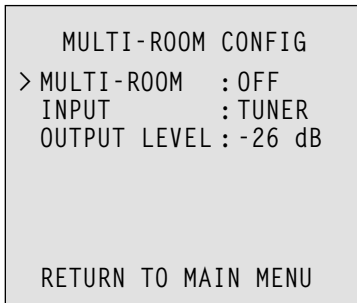 MULTI-ROOM CONFIG
> MULTI-ROOM : OFF
INPUT : TUNER
OUTPUT LEVEL : -26 dB
RETURN TO MAIN MENU